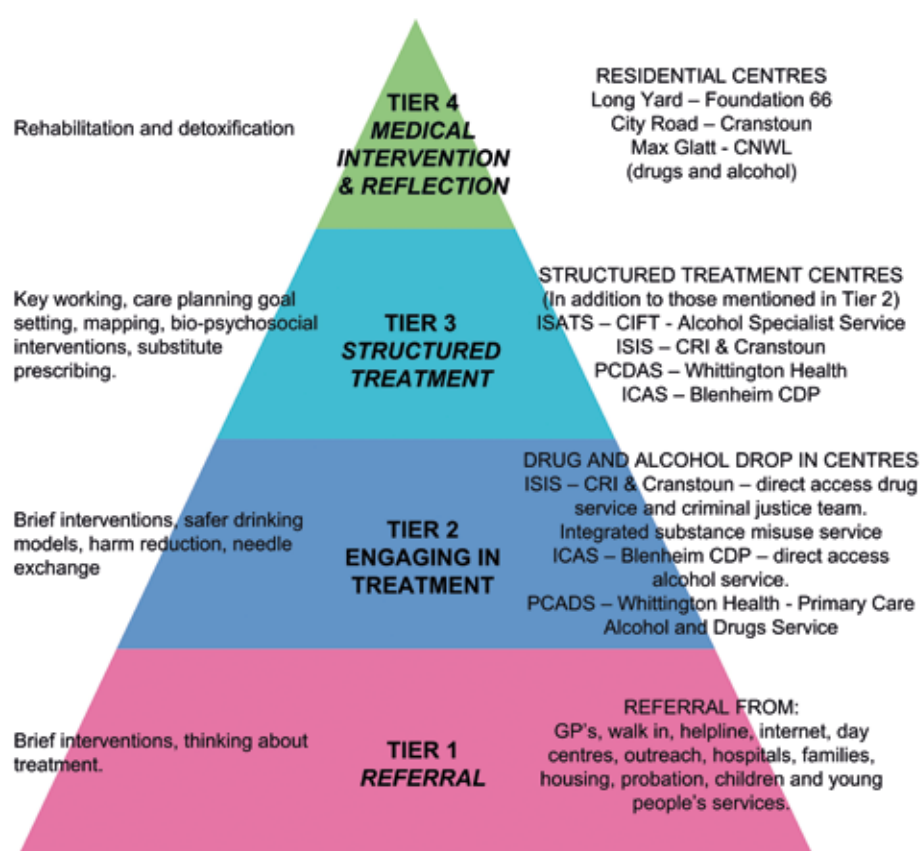 Rehabilitation and detoxification
TIER 4
MEDICAL
INTERVENTION
& REFLECTION
RESIDENTIAL CENTRES
Long Yard – Foundation 66
City Road – Cranstoun
Max Glatt - CNWL
(drugs and alcohol)
Key working, care planning goal
setting, mapping, bio-psychosocial
interventions, substitute
prescribing.
TIER 3
STRUCTURED
TREATMENT
STRUCTURED TREATMENT CENTRES
(In addition to those mentioned in Tier 2)
ISATS – CIFT - Alcohol Specialist Service
ISIS – CRI & Cranstoun
PCDAS – Whittington Health
ICAS – Blenheim CDP
Brief interventions, safer drinking
models, harm reduction, needle
exchange
TIER 2
ENGAGING IN
TREATMENT
DRUG AND ALCOHOL DROP IN CENTRES
ISIS – CRI & Cranstoun – direct access drug
service and criminal justice team.
Integrated substance misuse service
ICAS – Blenheim CDP – direct access
alcohol service.
PCADS – Whittington Health - Primary Care
Alcohol and Drugs Service
Brief interventions, thinking about
treatment.
TIER 1
REFERRAL
REFERRAL FROM:
GP's, walk in, helpline, internet, day
centres, outreach, hospitals, families,
housing, probation, children and young
people's services.